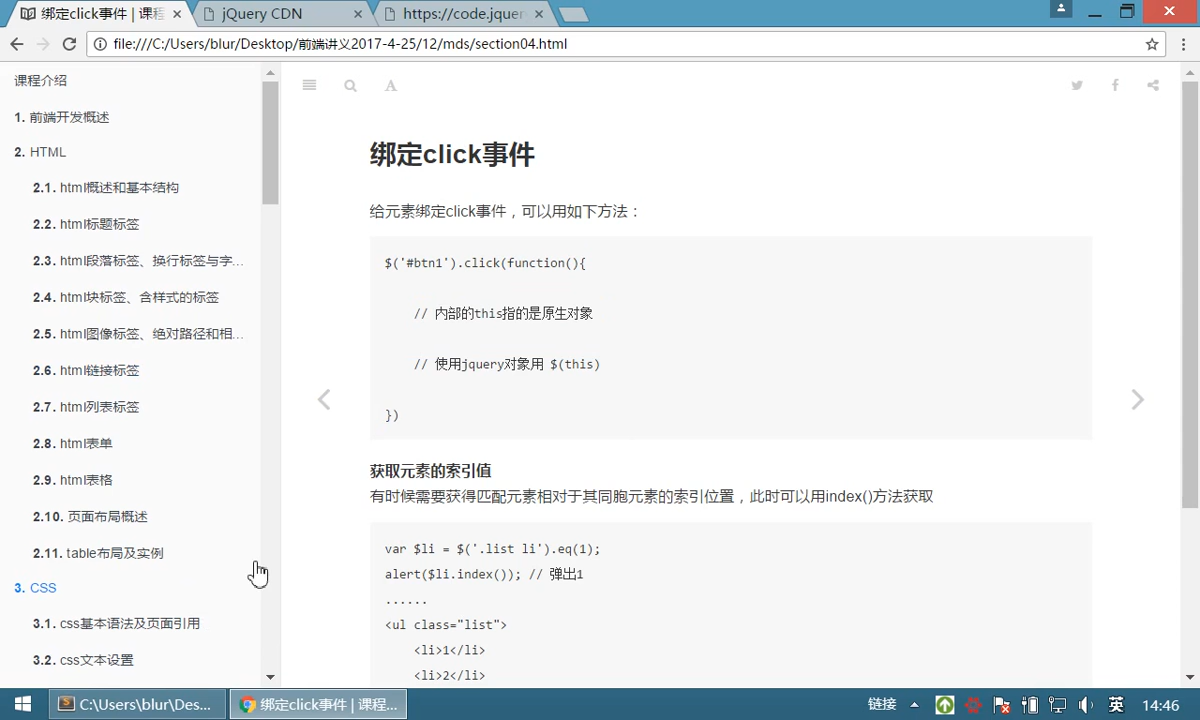 绑定click事件 | 课程
jQuery CDN
https://code.jquer
file:///C:/Users/blur/Desktop/前端讲义2017-4-25/12/mds/section04.html
课程介绍
1. 前端开发概述
2. HTML
2.1. html概述和基本结构
2.2. html标题标签
2.3. html段落标签、换行标签与字...
2.4. html块标签、含样式的标签
2.5. html图像标签、绝对路径和相...
2.6. html链接标签
2.7. html列表标签
2.8. html表单
2.9. html表格
2.10. 页面布局概述
2.11. table布局及实例
3. CSS
3.1. css基本语法及页面引用
3.2. css文本设置
A
绑定click事件
给元素绑定click事件，可以用如下方法：
$('#btn1').click(function(){
// 内部的this指的是原生对象
// 使用jquery对象用 $(this)
})
获取元素的索引值
有时候需要获得匹配元素相对于其同胞元素的索引位置，此时可以用index()方法获取
var $li = $('.list li').eq(1);
alert($li.index()); // 弹出1
......
<ul class="list">
<li>1</li>
<li>2</li>
C:\Users\blur\Des...
绑定click事件 | 课程...
链接
英
14:46